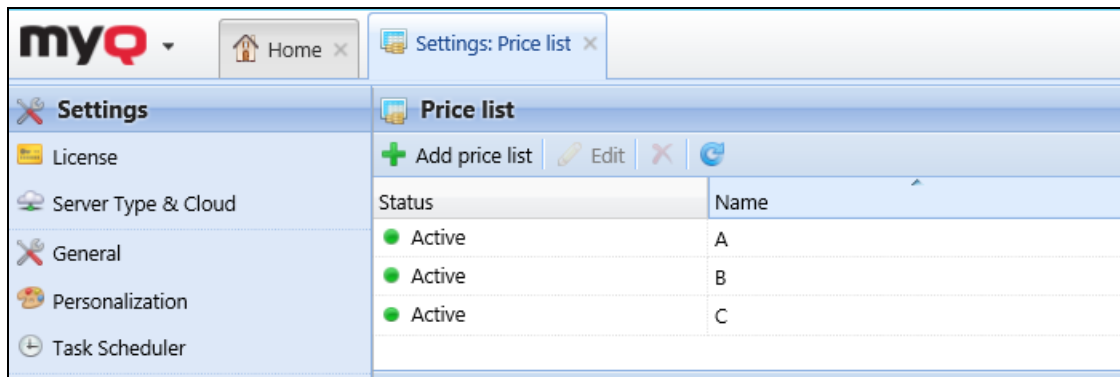 myQ
Home
Settings: Price list
Settings
License
Server Type & Cloud
General
Personalization
Task Scheduler
Price list
Add price list Edit
Status Name
Active A
Active B
Active C